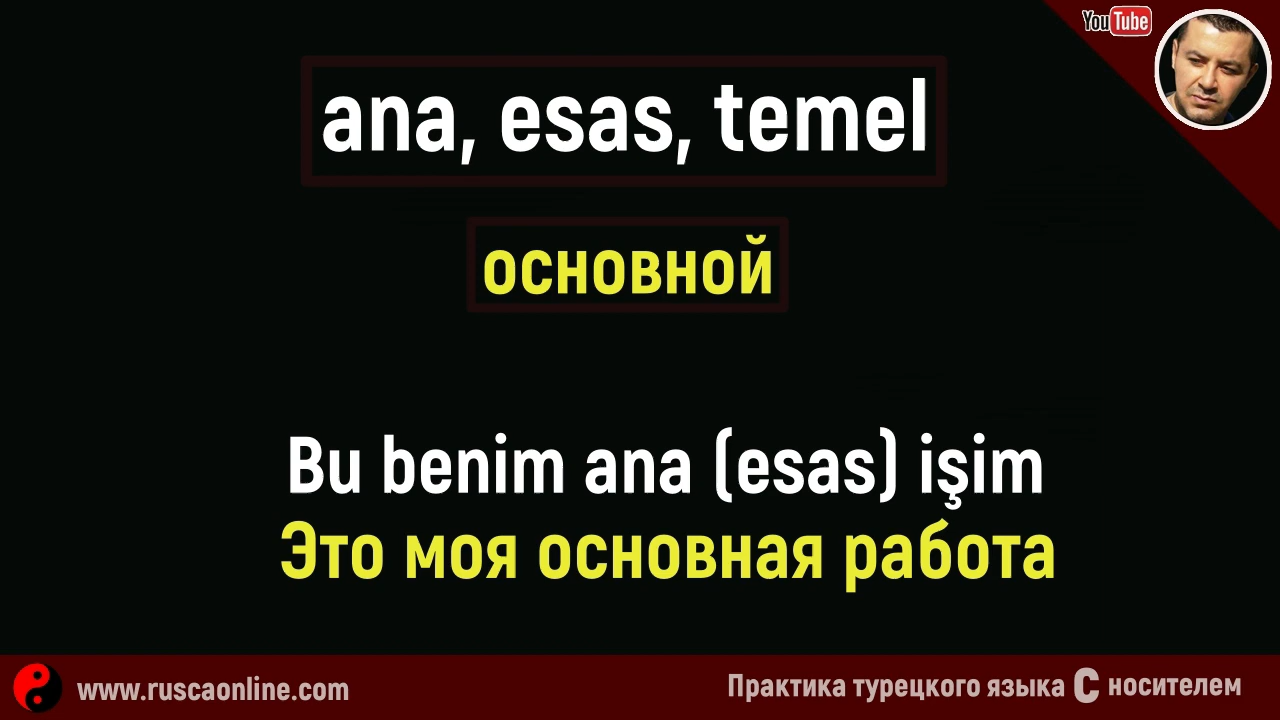 YouTube
ana, esas, temel
основной
Bu benim ana (esas) işim
Это моя основная работа
www.ruscaonline.com
Практика турецкого языка С носителем